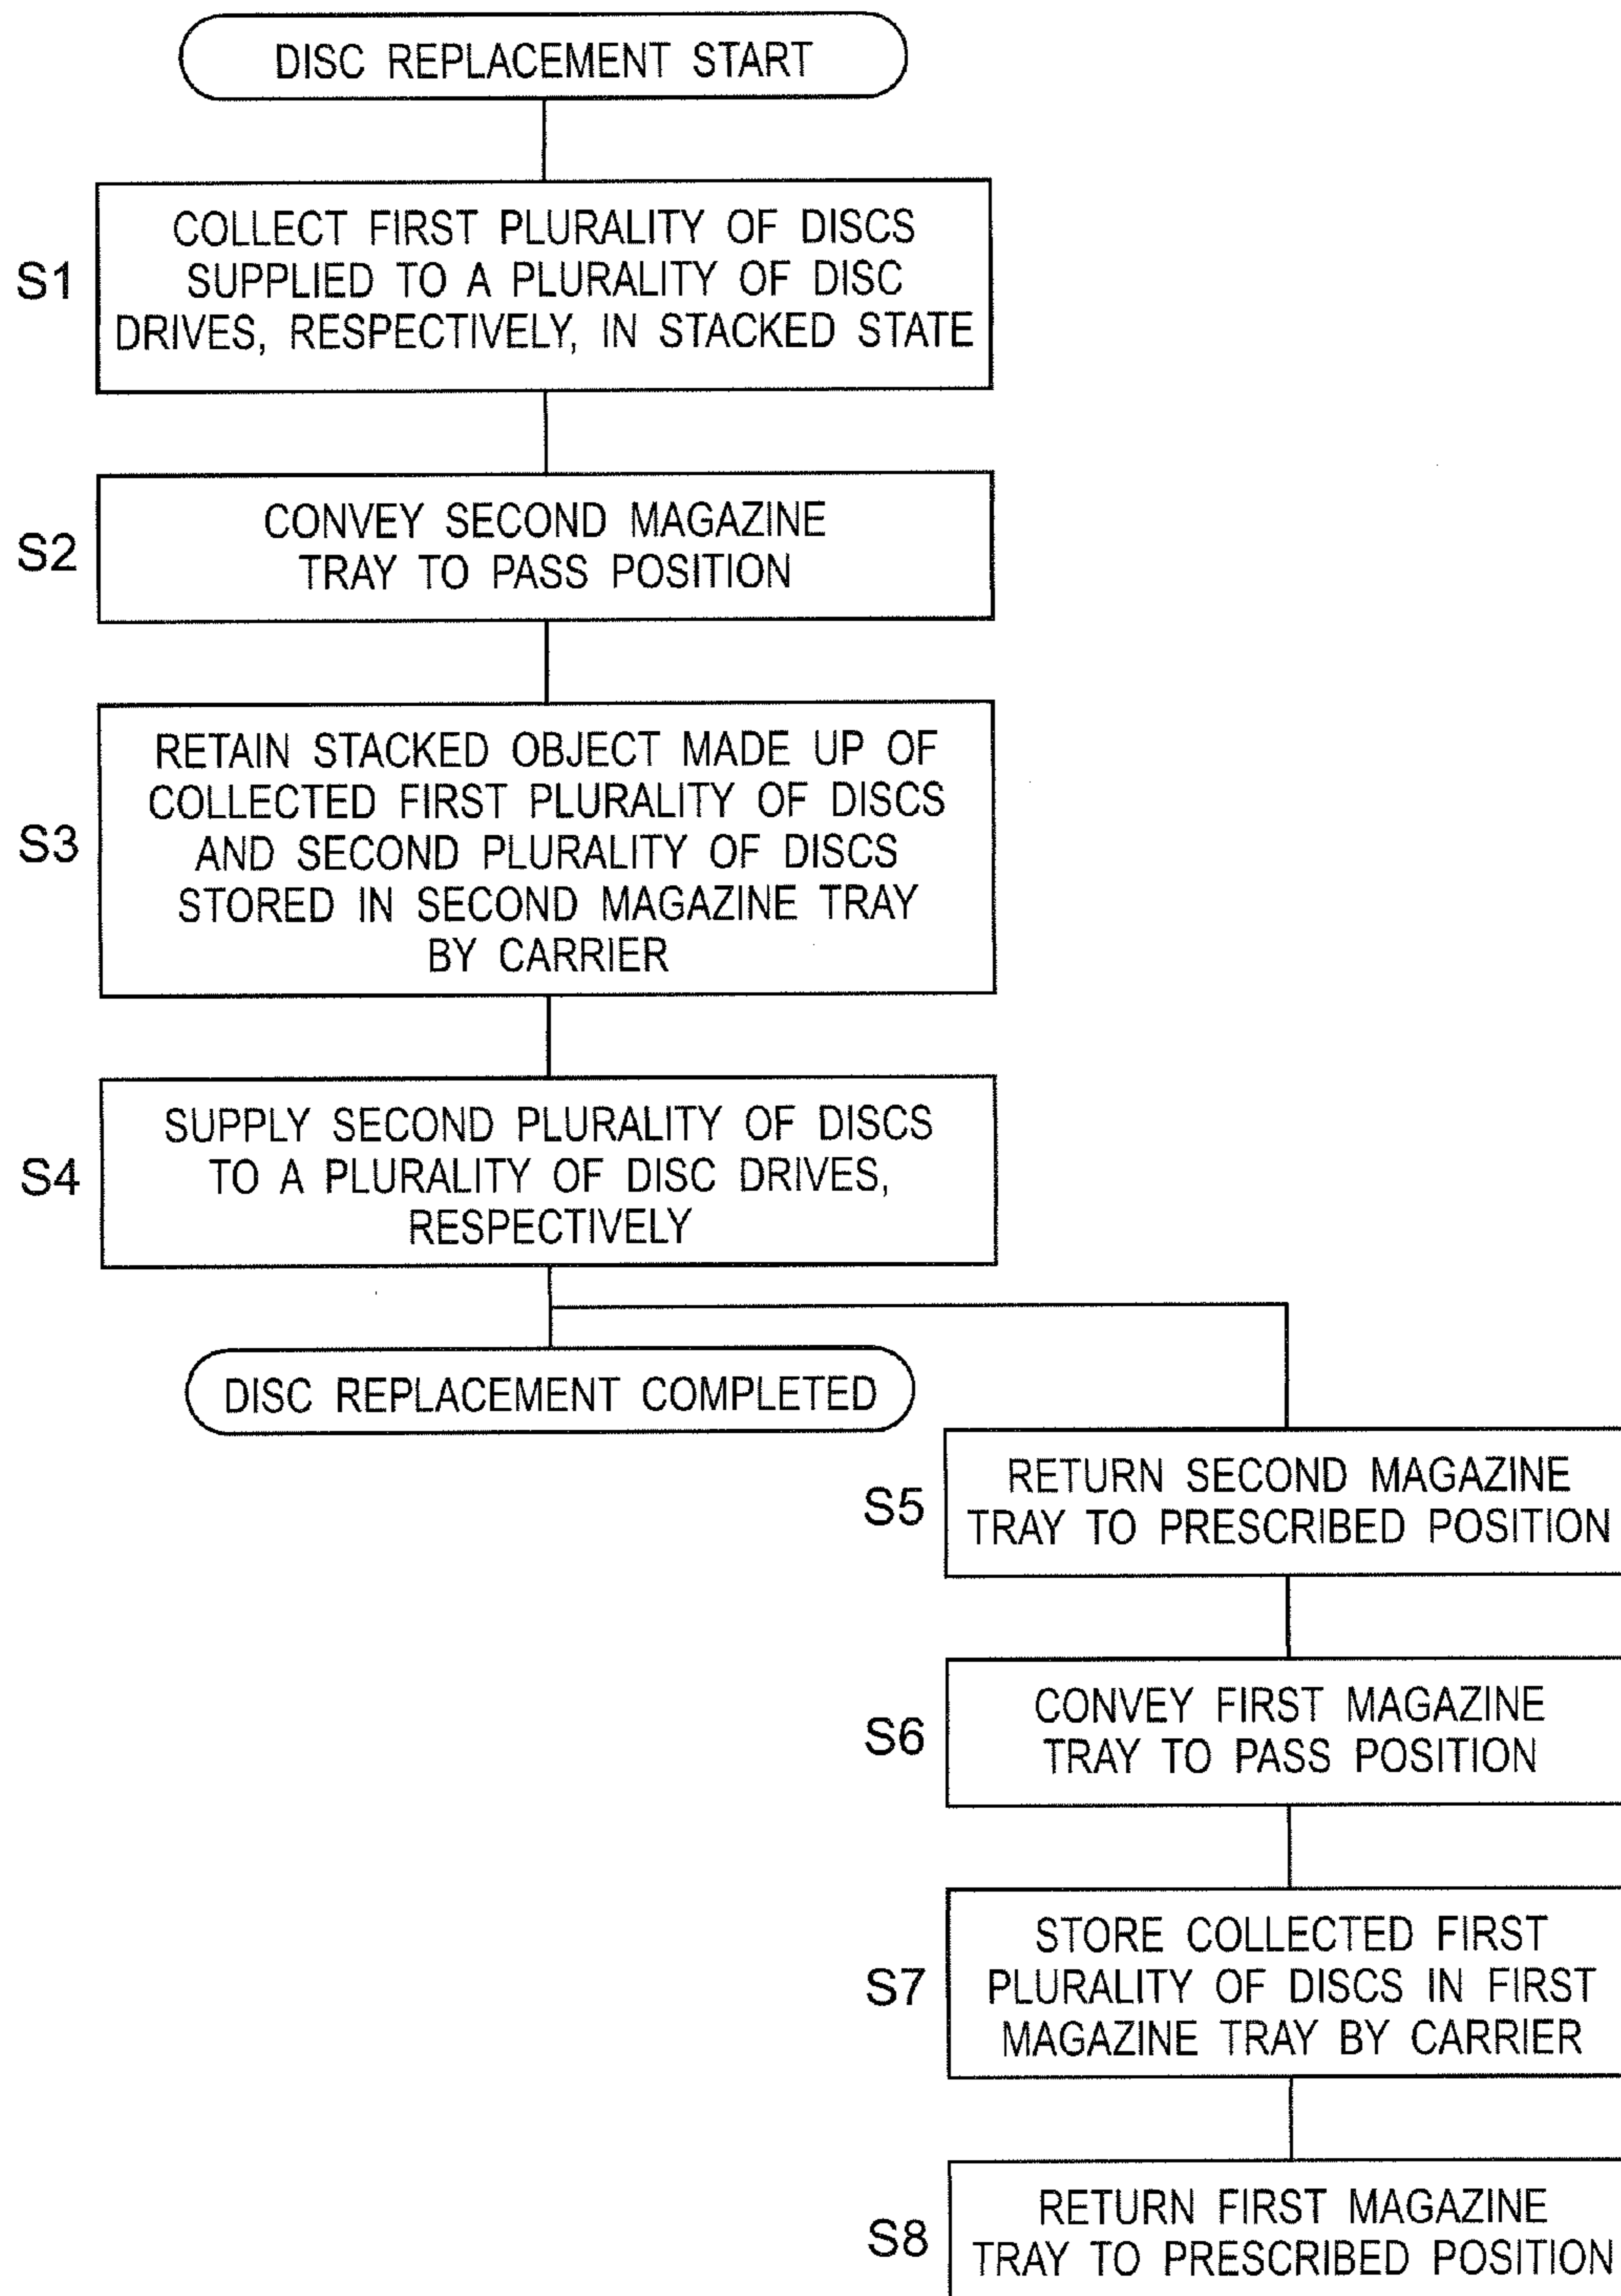 DISC REPLACEMENT START
S1
COLLECT FIRST PLURALITY OF DISCS
SUPPLIED TO A PLURALITY OF DISC
DRIVES, RESPECTIVELY, IN STACKED STATE
S2
CONVEY SECOND MAGAZINE
TRAY TO PASS POSITION
S3
RETAIN STACKED OBJECT MADE UP OF
COLLECTED FIRST PLURALITY OF DISCS
AND SECOND PLURALITY OF DISCS
STORED IN SECOND MAGAZINE TRAY
BY CARRIER
S4
SUPPLY SECOND PLURALITY OF DISCS
TO A PLURALITY OF DISC DRIVES,
RESPECTIVELY
DISC REPLACEMENT COMPLETED
S5
RETURN SECOND MAGAZINE
TRAY TO PRESCRIBED POSITION
S6
CONVEY FIRST MAGAZINE
TRAY TO PASS POSITION
S7
STORE COLLECTED FIRST
PLURALITY OF DISCS IN FIRST
MAGAZINE TRAY BY CARRIER
S8
RETURN FIRST MAGAZINE
TRAY TO PRESCRIBED POSITION